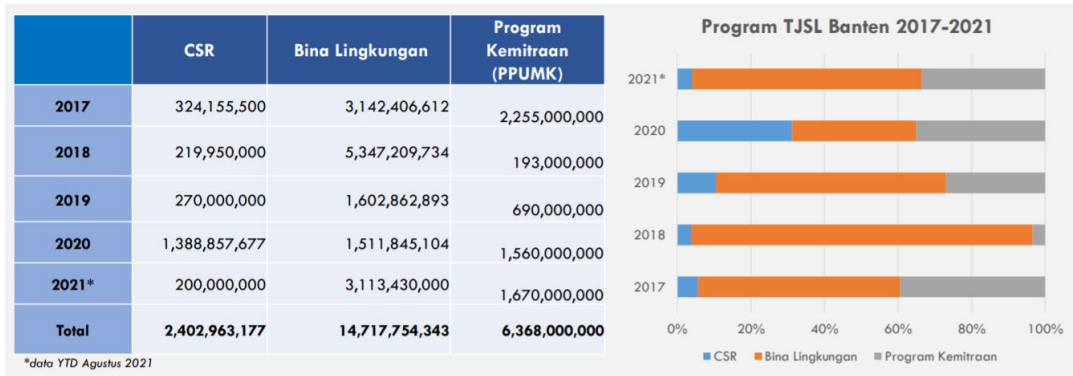 CSR Bina Lingkungan Program Kemitraan (PPUMK)
2017 324,155,500 3,142,406,612 2,255,000,000
2018 219,950,000 5,347,209,734 193,000,000
2019 270,000,000 1,602,862,893 690,000,000
2020 1,388,857,677 1,511,845,104 1,560,000,000
2021* 200,000,000 3,113,430,000 1,670,000,000
Total 2,402,963,177 14,717,754,343 6,368,000,000
*data YTD Agustus 2021
Program TJSL Banten 2017-2021
2021*
2020
2019
2018
2017
0% 20% 40% 60% 80% 100%
CSR Bina Lingkungan Program Kemitraan